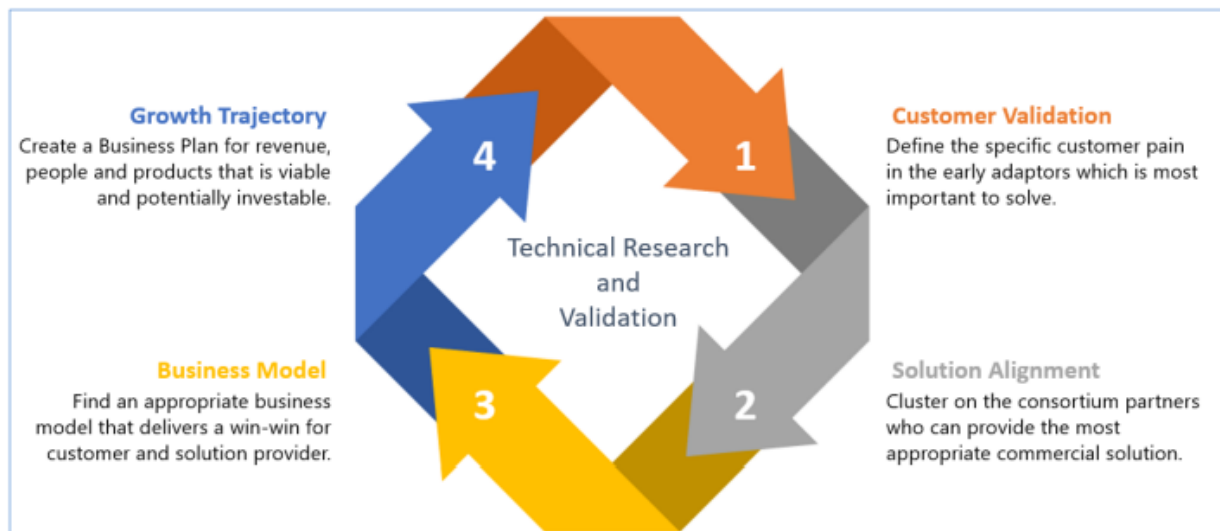 Growth Trajectory
Create a Business Plan for revenue,
people and products that is viable
and potentially investable.
4
1
Customer Validation
Define the specific customer pain
in the early adaptors which is most
important to solve.
Technical Research
and
Validation
Business Model
Find an appropriate business
model that delivers a win-win for
customer and solution provider.
3
2
Solution Alignment
Cluster on the consortium partners
who can provide the most
appropriate commercial solution.